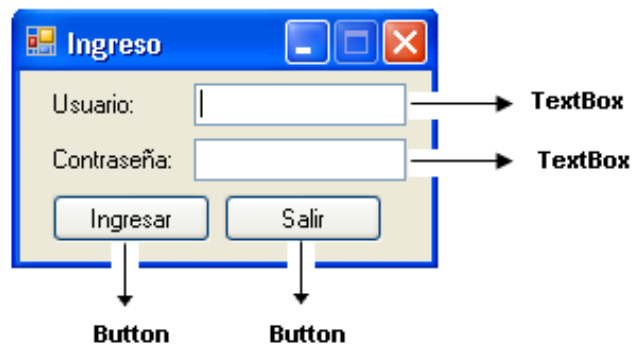 Ingreso
Usuario: TextBox
Contraseña: TextBox
Ingresar Salir
Button Button